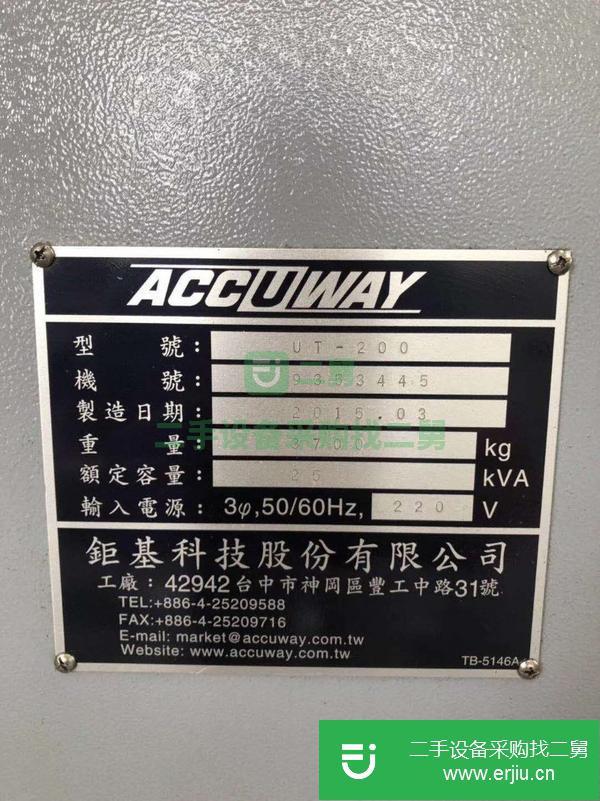 ACCUWAY
型 號: UT-200
機 號: 9353445
製造日期: 2015.03
重 量: 3700 kg
額定容量: 25 kVA
輸入電源: 3φ,50/60Hz, 220 V
二舅
二手设备采购找二舅
鉅基科技股份有限公司
工廠: 42942台中市神岡區豐工中路31號
TEL:+886-4-25209588
FAX:+886-4-25209716
E-mail: market@accuway.com.tw
Website: www.accuway.com.tw
TB-5146A
二手设备采购找二舅
www.erjiu.cn